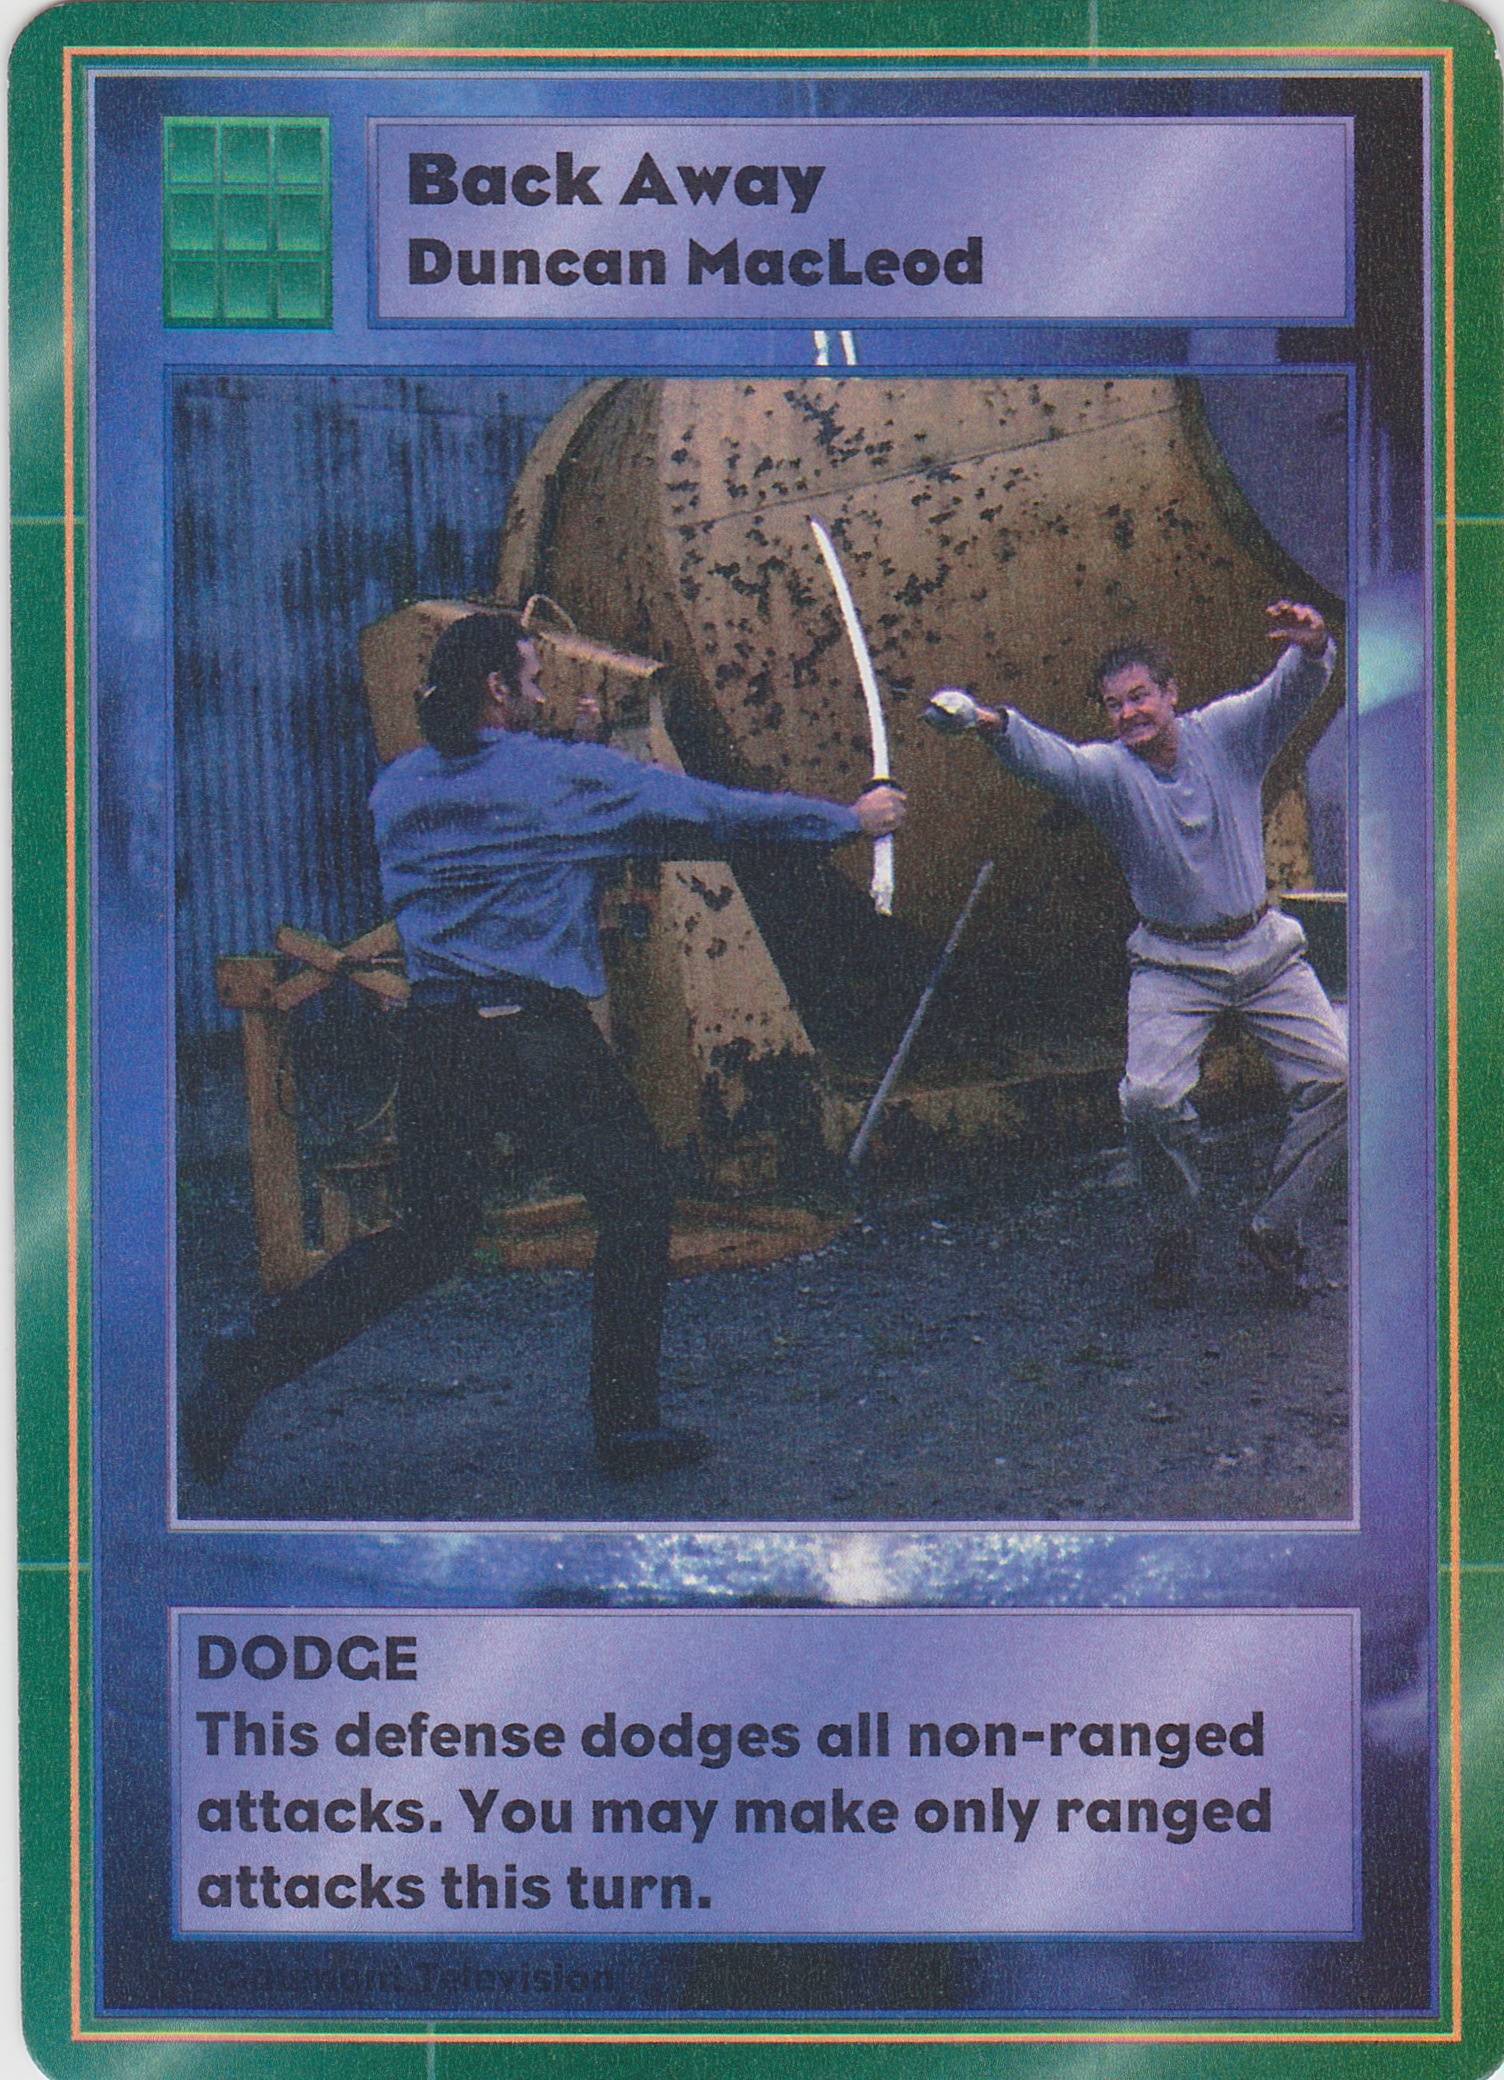 Back Away
Duncan MacLeod
DODGE
This defense dodges all non-ranged
attacks. You may make only ranged
attacks this turn.
Television